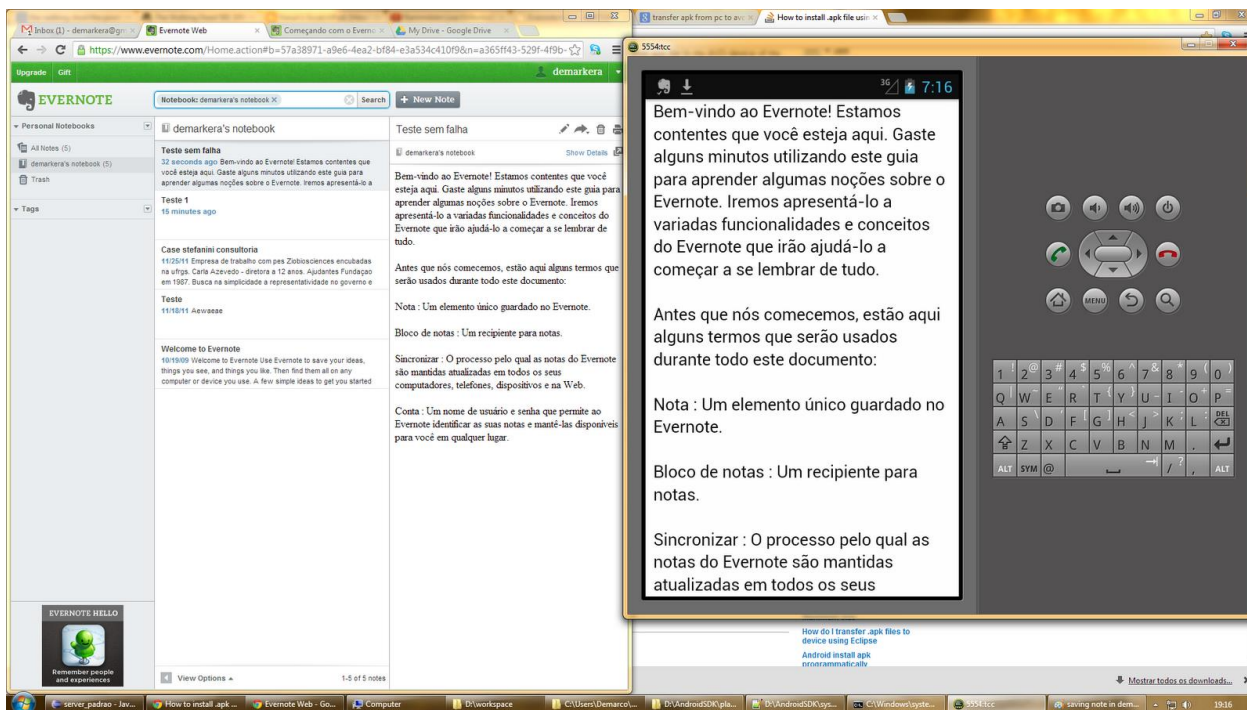 Inbox (2) - demarkera@gm
Evernote Web
Começando com o Everno
My Drive - Google Drive
https://www.evernote.com/Home.action#b=57a38971-a9e6-4ea2-bf84-e3a534c410f9&n=a365ff43-529f-4f9b-
Upgrade Gift
demarkera
EVERNOTE
Notebook: demarkera's notebook
Search
+ New Note
Personal Notebooks
All Notes (5)
demarkera's notebook (5)
Trash
Tags
EVERNOTE HELLO
Remember people
and experiences
demarkera's notebook
Teste sem falha
32 seconds ago Bem-vindo ao Evernote! Estamos contentes que
você esteja aqui. Gaste alguns minutos utilizando este guia para
aprender algumas noções sobre o Evernote. Iremos apresentá-lo a
Teste 1
15 minutes ago
Case stefanini consultoria
11/25/11 Empresa de trabalho com pes Ziobiosciences encubadas
na ufrgs. Carla Azevedo - diretora a 12 anos. Ajudantes Fundaçao
em 1987. Busca na simplicidade a representatividade no governo e
Teste
11/18/11 Aewaeae
Welcome to Evernote
10/19/09 Welcome to Evernote Use Evernote to save your ideas,
things you see, and things you like. Then find them all on any
computer or device you use. A few simple ideas to get you started
View Options
1-5 of 5 notes
Teste sem falha
demarkera's notebook
Show Details
Bem-vindo ao Evernote! Estamos contentes que você
esteja aqui. Gaste alguns minutos utilizando este guia para
aprender algumas noções sobre o Evernote. Iremos
apresentá-lo a variadas funcionalidades e conceitos do
Evernote que irão ajudá-lo a começar a se lembrar de
tudo.
Antes que nós comecemos, estão aqui alguns termos que
serão usados durante todo este documento:
Nota : Um elemento único guardado no Evernote.
Bloco de notas : Um recipiente para notas.
Sincronizar : O processo pelo qual as notas do Evernote
são mantidas atualizadas em todos os seus
computadores, telefones, dispositivos e na Web.
Conta : Um nome de usuário e senha que permite ao
Evernote identificar as suas notas e mantê-las disponíveis
para você em qualquer lugar.
transfer apk from pc to av
How to install .apk file usin
5554:tcc
3G 7:16
Bem-vindo ao Evernote! Estamos
contentes que você esteja aqui. Gaste
alguns minutos utilizando este guia
para aprender algumas noções sobre o
Evernote. Iremos apresentá-lo a
variadas funcionalidades e conceitos
do Evernote que irão ajudá-lo a
começar a se lembrar de tudo.
Antes que nós comecemos, estão aqui
alguns termos que serão usados
durante todo este documento:
Nota : Um elemento único guardado no
Evernote.
Bloco de notas : Um recipiente para
notas.
Sincronizar : O processo pelo qual as
notas do Evernote são mantidas
atualizadas em todos os seus
MENU
1 ! 2 @ 3 # 4 $ 5 % 6 ^ 7 & 8 * 9 ( 0 )
Q W E R T Y U I O P
A S D F G H J K L DEL
Z X C V B N M .
ALT SYM @ / ? , ALT
How do I transfer .apk files to
device using Eclipse
Android install apk
programmatically
Mostrar todos os downloads...
server_padrao - Jav...
How to install .apk ...
Evernote Web - Go...
Computer
D:\workspace
C:\Users\Demarco\...
D:\AndroidSDK\pla...
D:\AndroidSDK\sys...
C:\Windows\syste...
5554:tcc
saving note in dem...
19:16